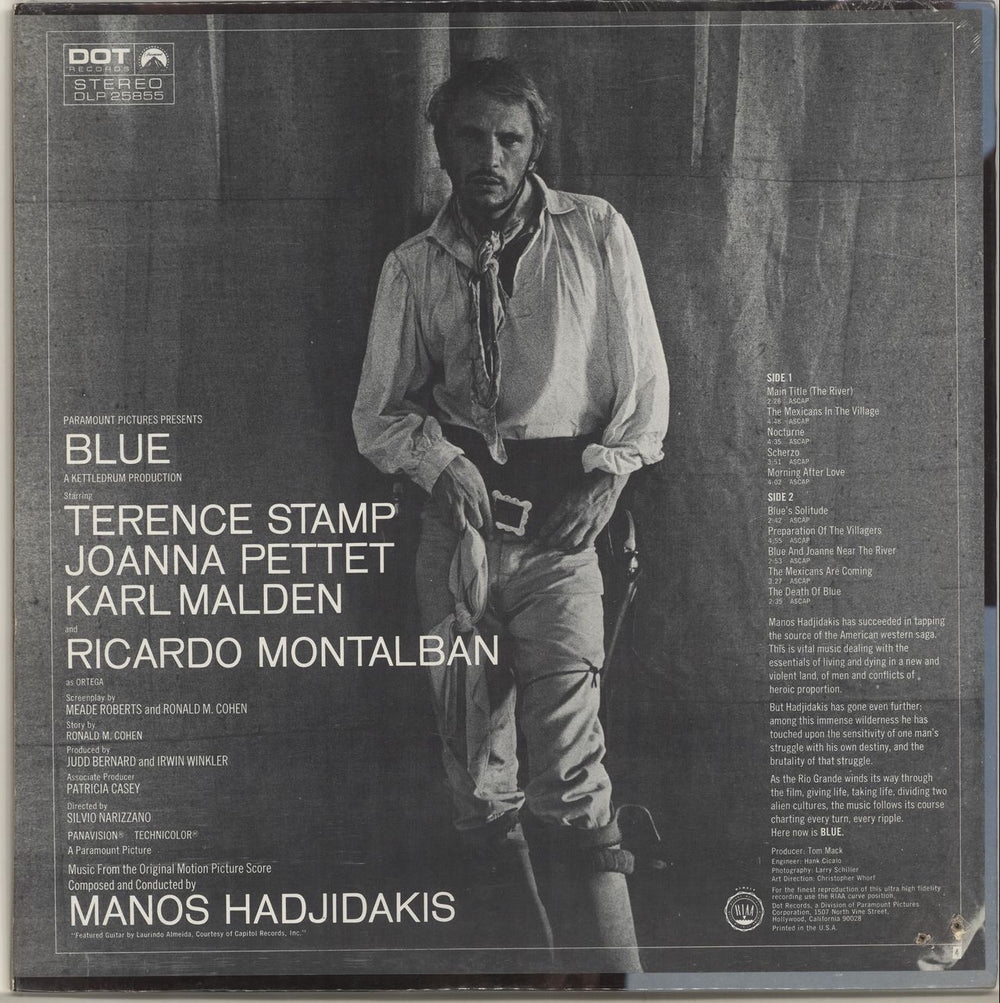 DOT
RECORDS
Paramount
STEREO
DLP 25855
PARAMOUNT PICTURES PRESENTS
BLUE
A KETTLEDRUM PRODUCTION
Starring
TERENCE STAMP
JOANNA PETTET
KARL MALDEN
and
RICARDO MONTALBAN
as ORTEGA
Screenplay by
MEADE ROBERTS and RONALD M. COHEN
Story by
RONALD M. COHEN
Produced by
JUDD BERNARD and IRWIN WINKLER
Associate Producer
PATRICIA CASEY
Directed by
SILVIO NARIZZANO
PANAVISION® TECHNICOLOR®
A Paramount Picture
Music From the Original Motion Picture Score
Composed and Conducted by
MANOS HADJIDAKIS
"Featured Guitar by Laurindo Almeida, Courtesy of Capitol Records, Inc."
SIDE 1
Main Title (The River)
2:26 ASCAP
The Mexicans In The Village
4:48 ASCAP
Nocturne
4:35 ASCAP
Scherzo
3:51 ASCAP
Morning After Love
4:02 ASCAP
SIDE 2
Blue's Solitude
2:42 ASCAP
Preparation Of The Villagers
4:55 ASCAP
Blue And Joanne Near The River
2:53 ASCAP
The Mexicans Are Coming
3:27 ASCAP
The Death Of Blue
2:35 ASCAP
Manos Hadjidakis has succeeded in tapping
the source of the American western saga.
This is vital music dealing with the
essentials of living and dying in a new and
violent land, of men and conflicts of
heroic proportion.
But Hadjidakis has gone even further;
among this immense wilderness he has
touched upon the sensitivity of one man's
struggle with his own destiny, and the
brutality of that struggle.
As the Rio Grande winds its way through
the film, giving life, taking life, dividing two
alien cultures, the music follows its course
charting every turn, every ripple.
Here now is BLUE.
Producer: Tom Mack
Engineer: Hank Cicalo
Photography: Larry Schiller
Art Direction: Christopher Whorf
For the finest reproduction of this ultra high fidelity
recording use the RIAA curve position.
Dot Records, a Division of Paramount Pictures
Corporation, 1507 North Vine Street,
Hollywood, California 90028
Printed in the U.S.A.
RIAA